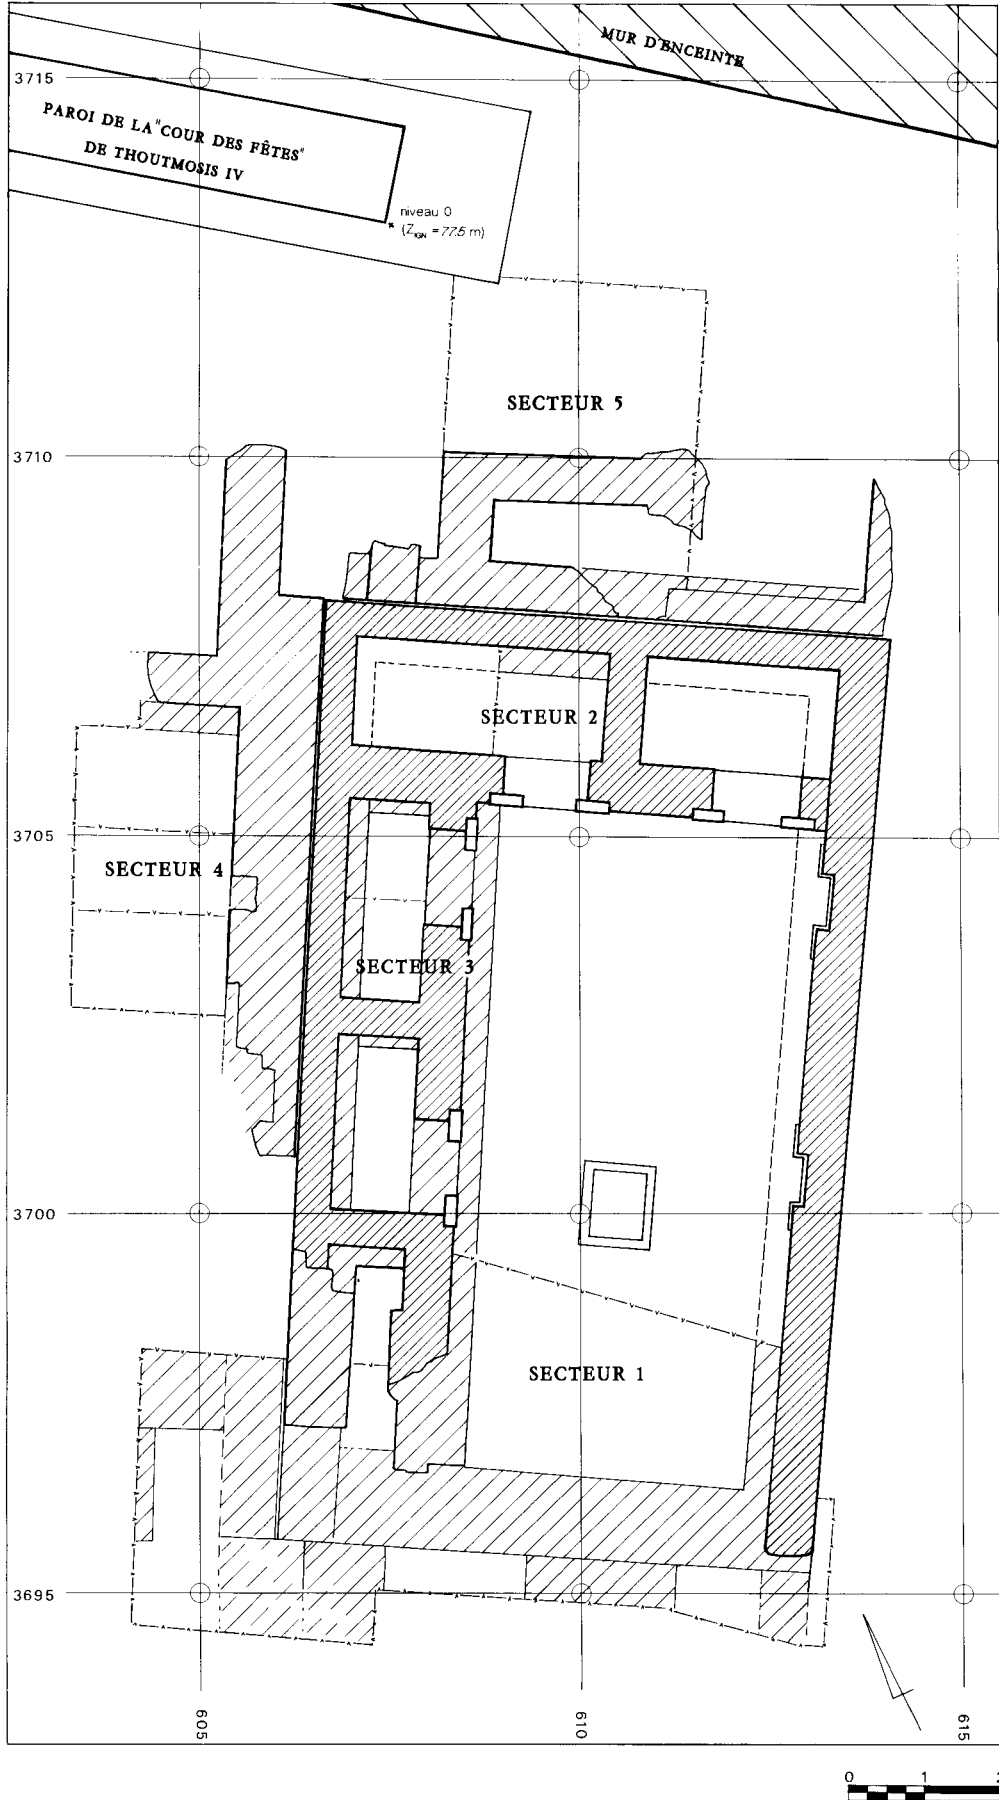 MUR D'ENCEINTE
3715
PAROI DE LA "COUR DES FÊTES"
DE THOUTMOSIS IV
niveau 0
(Z_IGN = 77.5 m)
SECTEUR 5
3710
SECTEUR 2
3705
SECTEUR 4
SECTEUR 3
3700
SECTEUR 1
3695
605
610
615
0 1